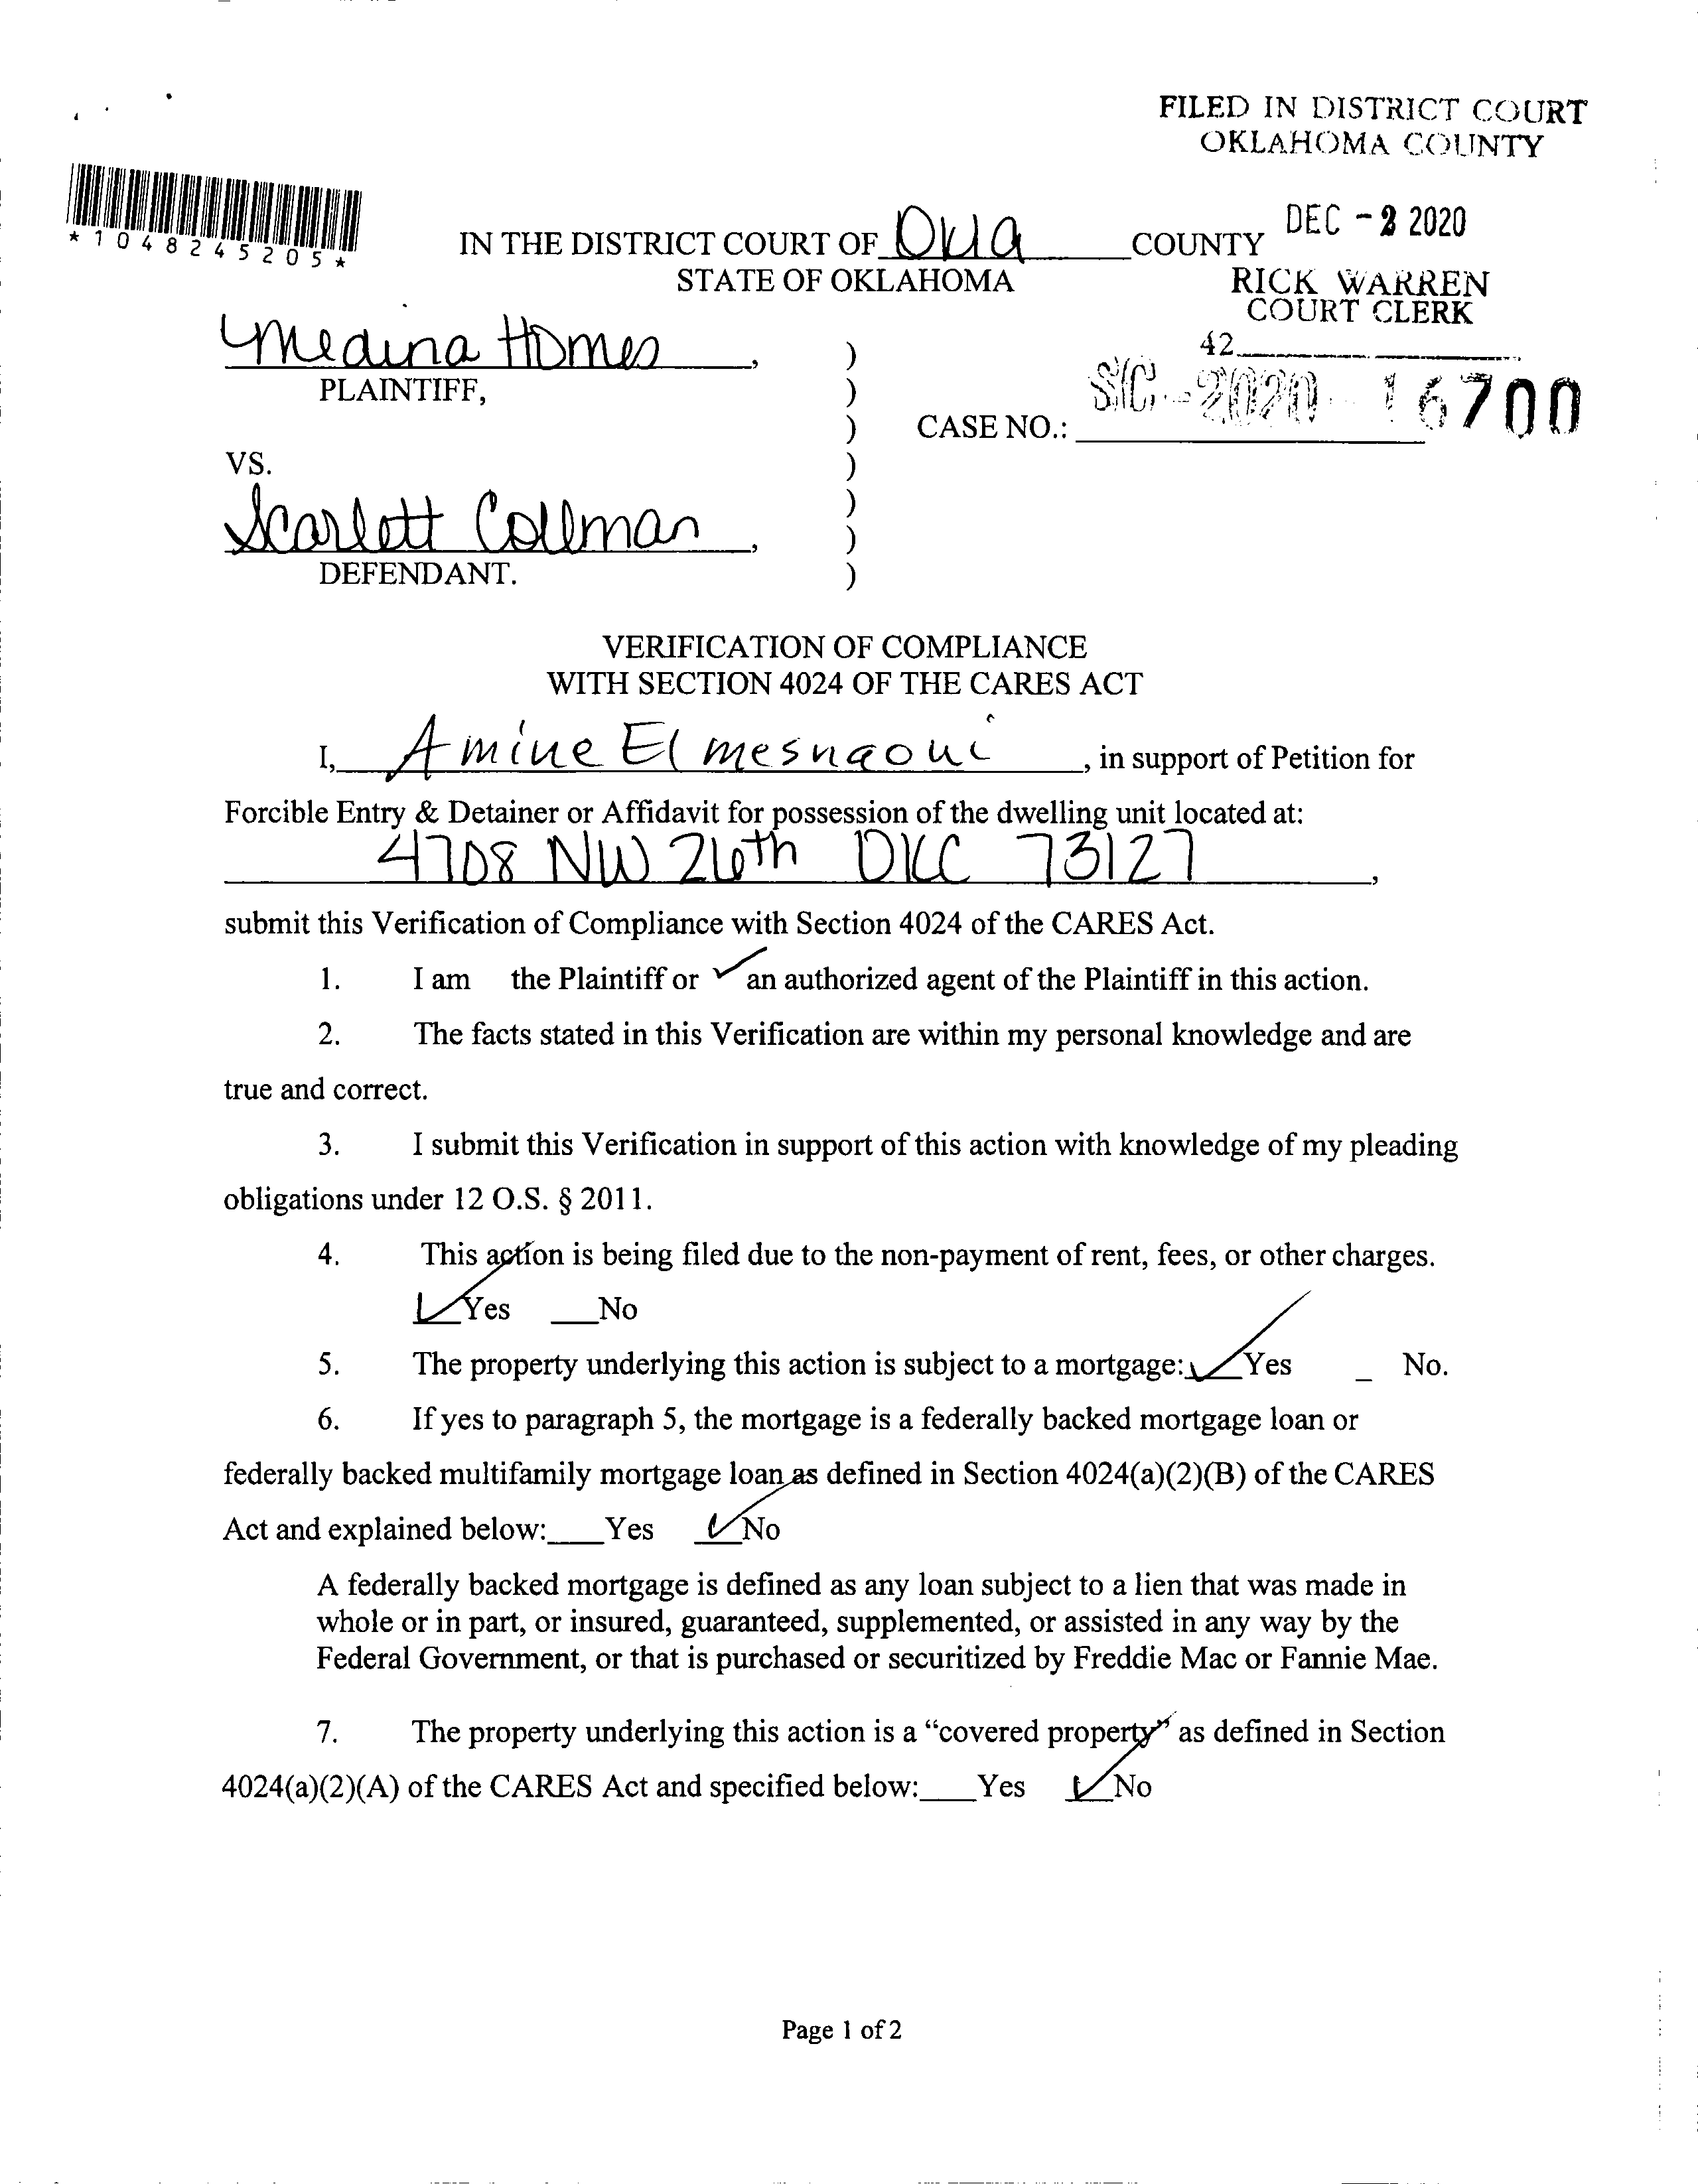 FILED IN DISTRICT COURT
OKLAHOMA COUNTY
DEC -2 2020
RICK WARREN
COURT CLERK
42
*1048245205*
IN THE DISTRICT COURT OF Okla COUNTY
STATE OF OKLAHOMA
Medina Homes,
PLAINTIFF,
CASE NO.: SC-2020-16700
VS.
Scarlett Collman,
DEFENDANT.
)
)
)
)
)
)
)
VERIFICATION OF COMPLIANCE
WITH SECTION 4024 OF THE CARES ACT
I, Amine El mesnaoui, in support of Petition for
Forcible Entry & Detainer or Affidavit for possession of the dwelling unit located at:
4708 NW 26th OKC 73127,
submit this Verification of Compliance with Section 4024 of the CARES Act.
1. I am the Plaintiff or ✓ an authorized agent of the Plaintiff in this action.
2. The facts stated in this Verification are within my personal knowledge and are
true and correct.
3. I submit this Verification in support of this action with knowledge of my pleading
obligations under 12 O.S. § 2011.
4. This action is being filed due to the non-payment of rent, fees, or other charges.
✓ Yes ___No
5. The property underlying this action is subject to a mortgage: ✓ Yes _ No.
6. If yes to paragraph 5, the mortgage is a federally backed mortgage loan or
federally backed multifamily mortgage loan as defined in Section 4024(a)(2)(B) of the CARES
Act and explained below:___Yes ✓ No
A federally backed mortgage is defined as any loan subject to a lien that was made in
whole or in part, or insured, guaranteed, supplemented, or assisted in any way by the
Federal Government, or that is purchased or securitized by Freddie Mac or Fannie Mae.
7. The property underlying this action is a “covered property” as defined in Section
4024(a)(2)(A) of the CARES Act and specified below:___Yes ✓ No
Page 1 of 2